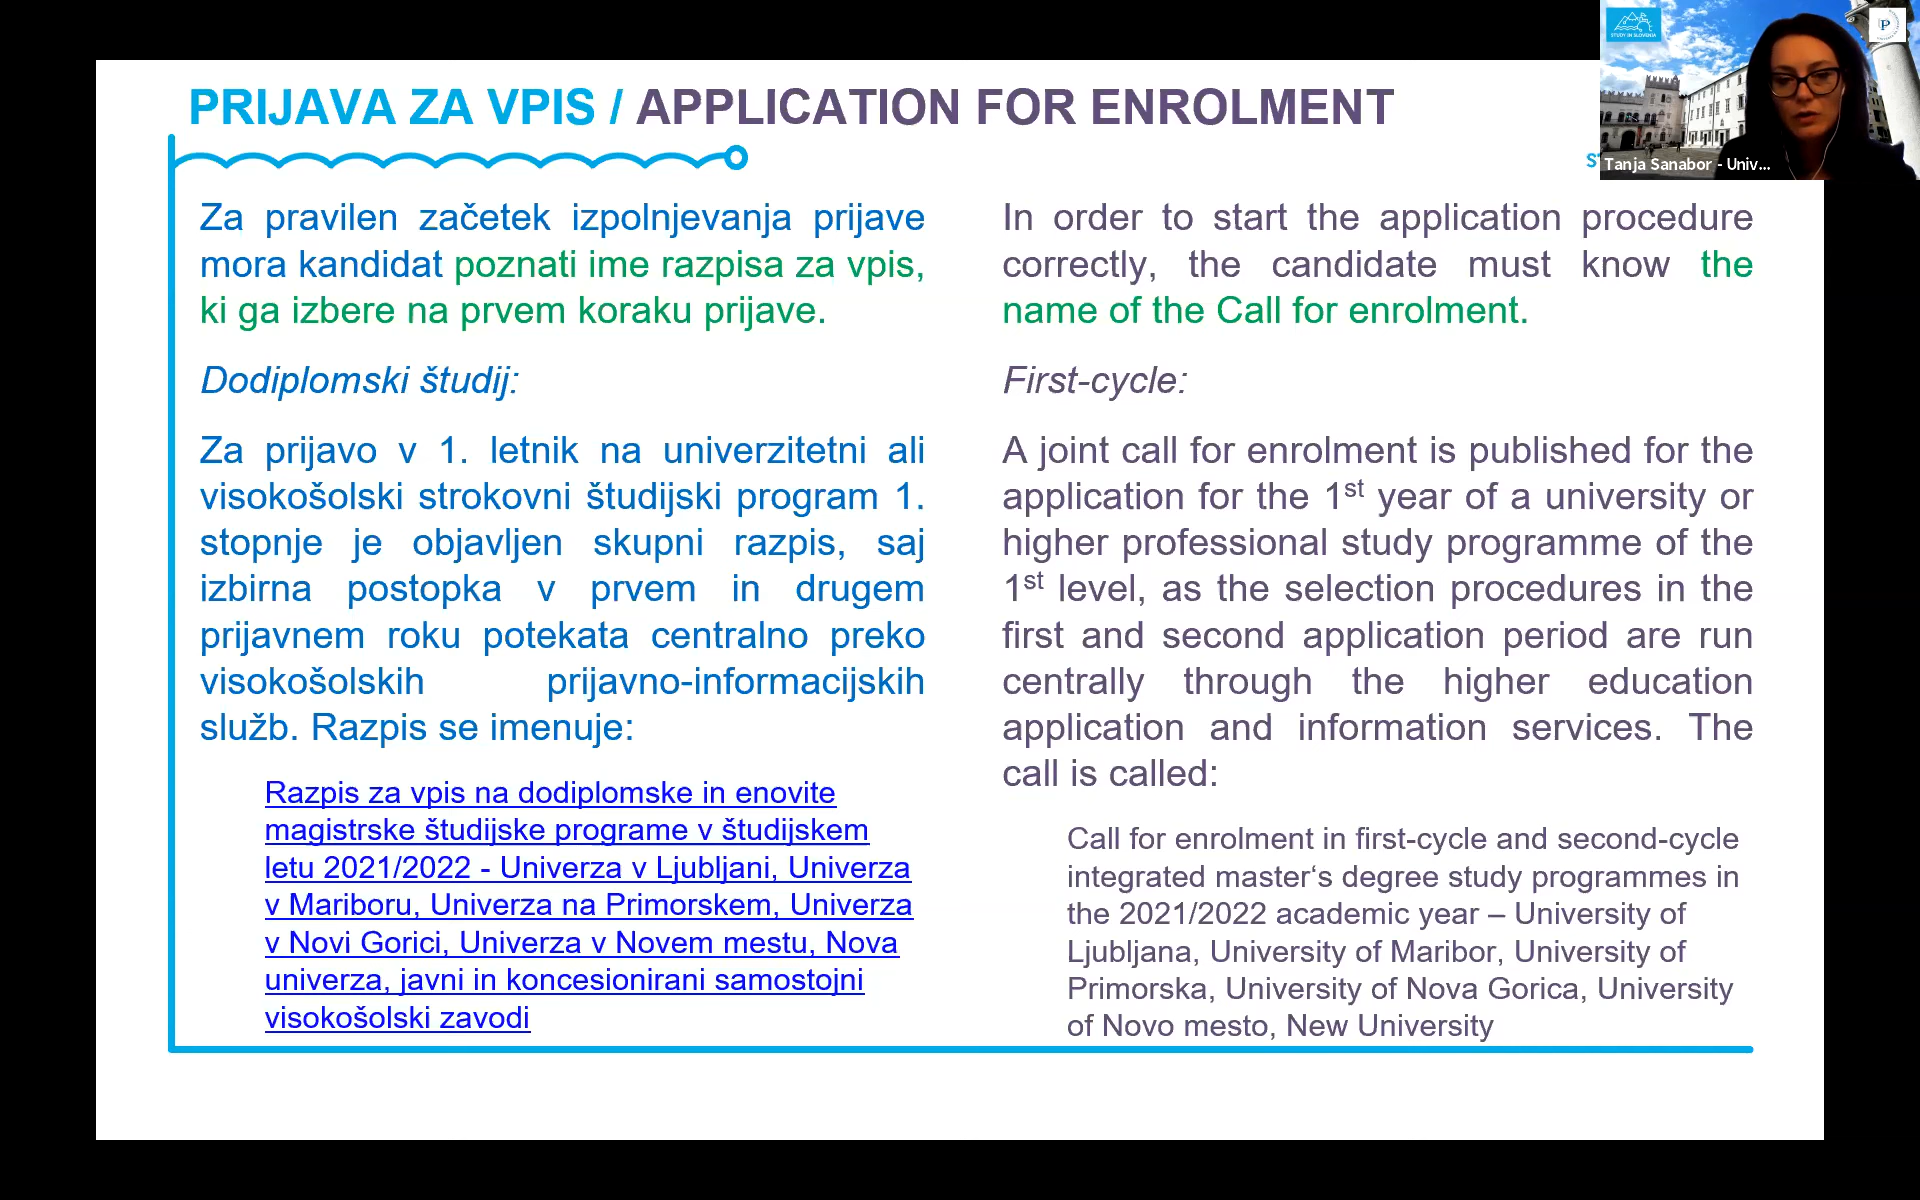 PRIJAVA ZA VPIS / APPLICATION FOR ENROLMENT
Za pravilen začetek izpolnjevanja prijave
mora kandidat poznati ime razpisa za vpis,
ki ga izbere na prvem koraku prijave.
Dodiplomski študij:
Za prijavo v 1. letnik na univerzitetni ali
visokošolski strokovni študijski program 1.
stopnje je objavljen skupni razpis, saj
izbirna postopka v prvem in drugem
prijavnem roku potekata centralno preko
visokošolskih prijavno-informacijskih
služb. Razpis se imenuje:
Razpis za vpis na dodiplomske in enovite
magistrske študijske programe v študijskem
letu 2021/2022 - Univerza v Ljubljani, Univerza
v Mariboru, Univerza na Primorskem, Univerza
v Novi Gorici, Univerza v Novem mestu, Nova
univerza, javni in koncesionirani samostojni
visokošolski zavodi
In order to start the application procedure
correctly, the candidate must know the
name of the Call for enrolment.
First-cycle:
A joint call for enrolment is published for the
application for the 1st year of a university or
higher professional study programme of the
1st level, as the selection procedures in the
first and second application period are run
centrally through the higher education
application and information services. The
call is called:
Call for enrolment in first-cycle and second-cycle
integrated master‘s degree study programmes in
the 2021/2022 academic year – University of
Ljubljana, University of Maribor, University of
Primorska, University of Nova Gorica, University
of Novo mesto, New University
STUDY IN SLOVENIA
P
Tanja Sanabor - Univ...